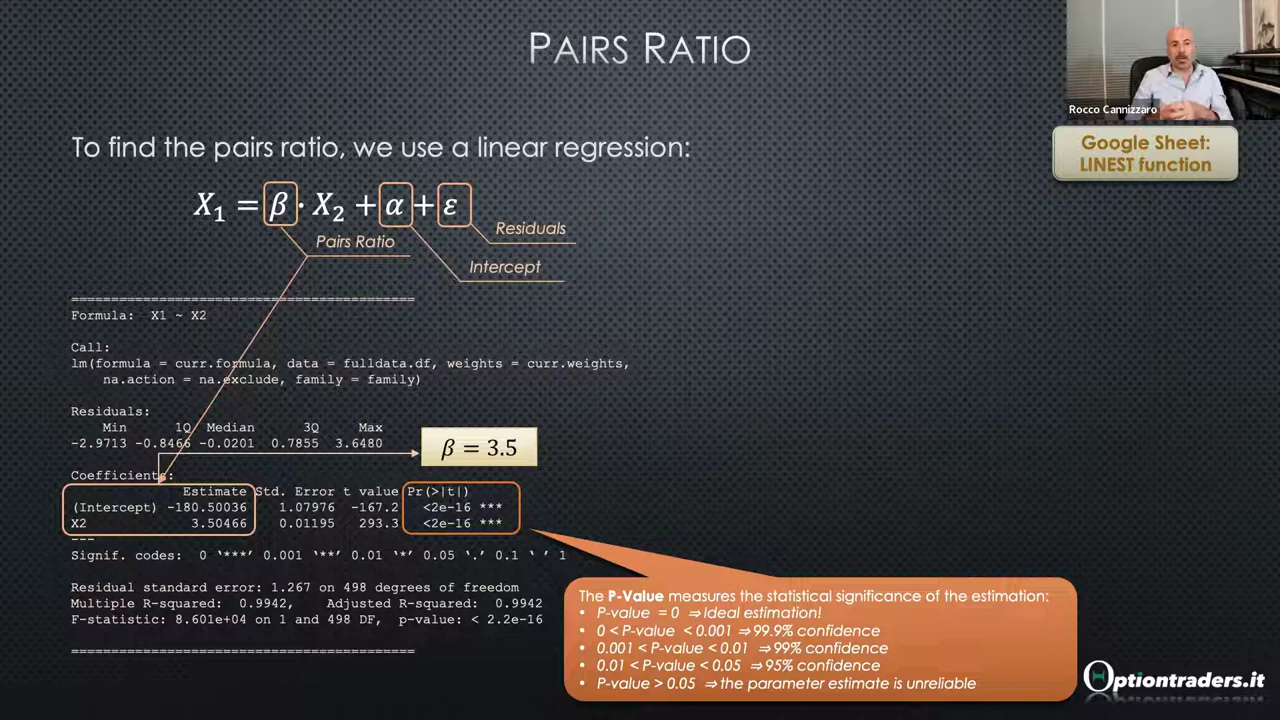 PAIRS RATIO
Rocco Cannizzaro
Google Sheet:
LINEST function
To find the pairs ratio, we use a linear regression:
X₁ = β · X₂ + α + ε
Residuals
Pairs Ratio
Intercept
=========================================
Formula: X1 ~ X2
Call:
lm(formula = curr.formula, data = fulldata.df, weights = curr.weights,
na.action = na.exclude, family = family)
Residuals:
Min 1Q Median 3Q Max
-2.9713 -0.8466 -0.0201 0.7855 3.6480
β = 3.5
Coefficients:
Estimate Std. Error t value Pr(>|t|)
(Intercept) -180.50036 1.07976 -167.2 <2e-16 ***
X2 3.50466 0.01195 293.3 <2e-16 ***
---
Signif. codes: 0 ‘***’ 0.001 ‘**’ 0.01 ‘*’ 0.05 ‘.’ 0.1 ‘ ’ 1
Residual standard error: 1.267 on 498 degrees of freedom
Multiple R-squared: 0.9942, Adjusted R-squared: 0.9942
F-statistic: 8.601e+04 on 1 and 498 DF, p-value: < 2.2e-16
=========================================
The P-Value measures the statistical significance of the estimation:
• P-value = 0 ⇒ Ideal estimation!
• 0 < P-value < 0.001 ⇒ 99.9% confidence
• 0.001 < P-value < 0.01 ⇒ 99% confidence
• 0.01 < P-value < 0.05 ⇒ 95% confidence
• P-value > 0.05 ⇒ the parameter estimate is unreliable
Optiontraders.it